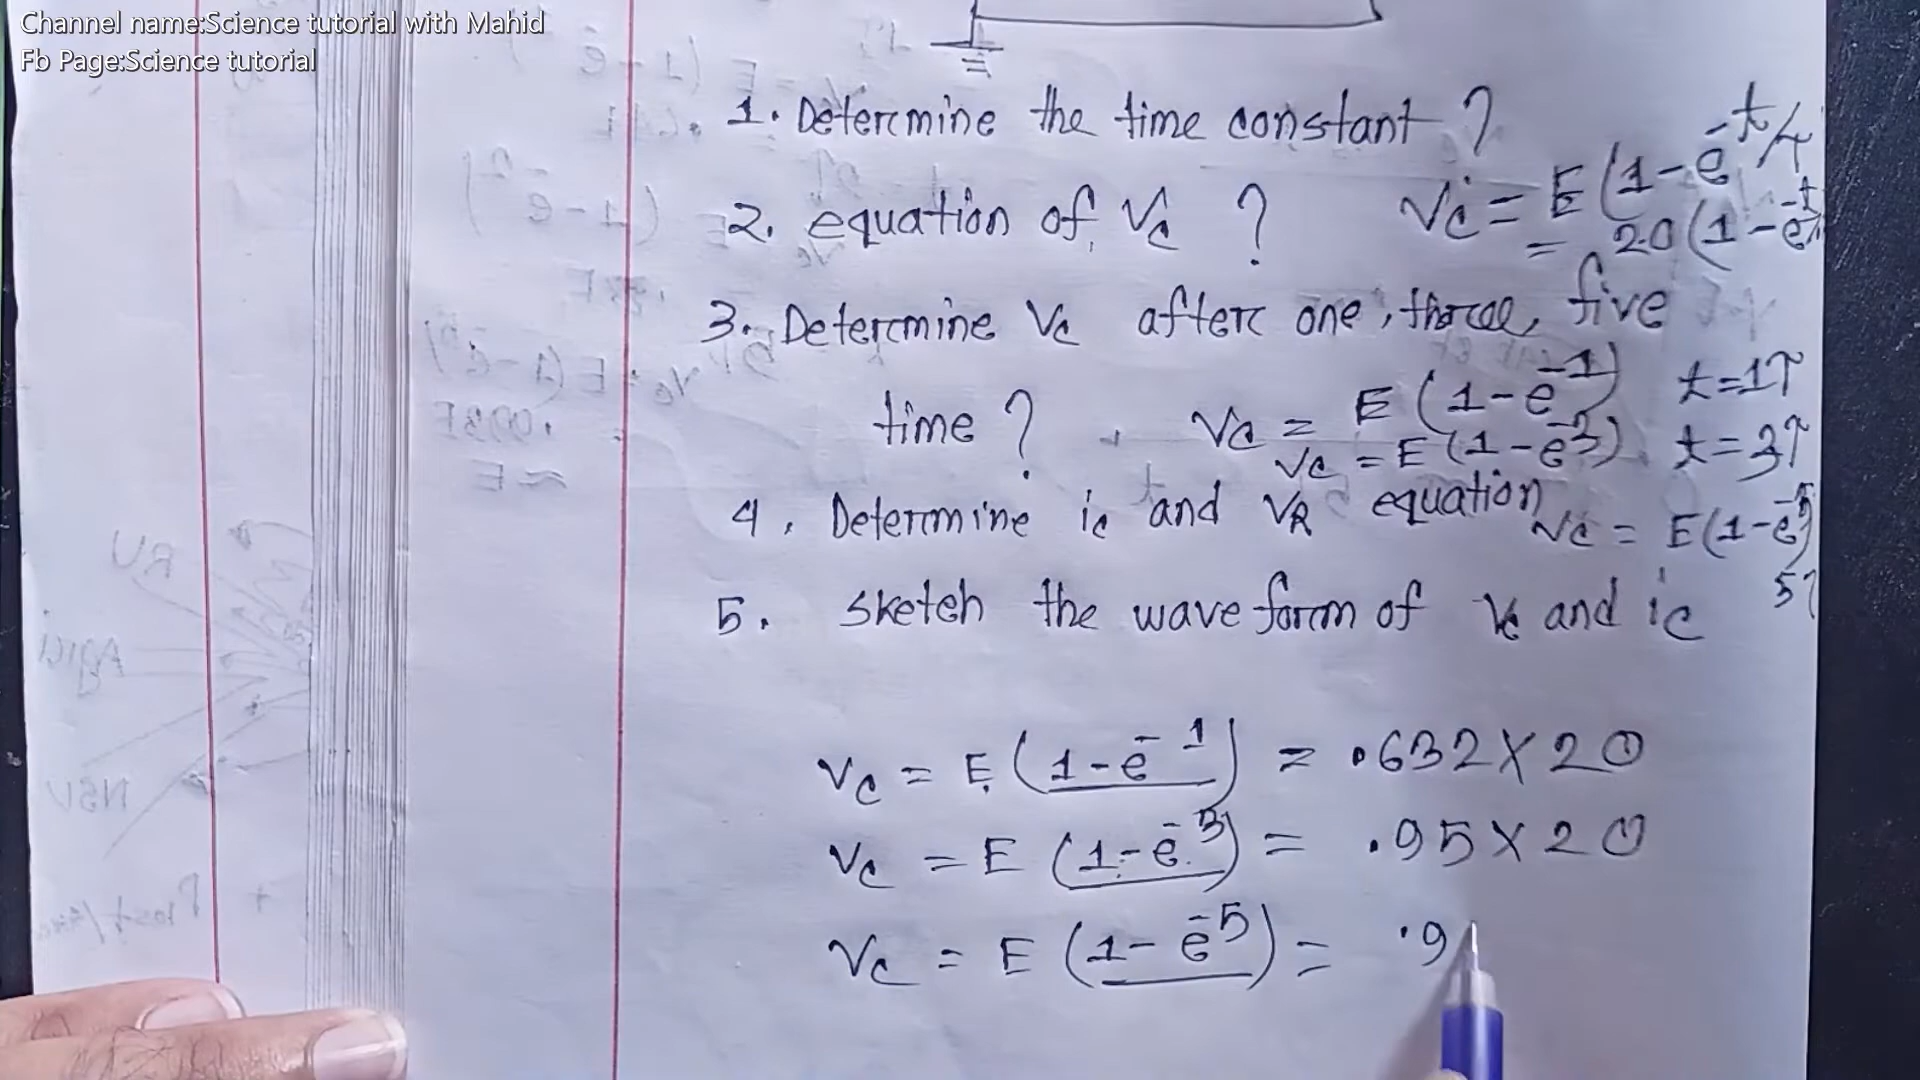 Channel name:Science tutorial with Mahid
Fb Page:Science tutorial
1. Determine the time constant ?
2. equation of Vc ? Vc = E (1-e^-t/τ
= 20 (1-e^-t/
3. Determine Vc after one, three, five
time ? Vc = E (1-e^-1) t=1τ
Vc = E (1-e^-3) t=3τ
4. Determine ic and VR equation
Vc = E(1-e^-5)
5τ
5. Sketch the wave form of Vc and ic
Vc = E (1-e^-1) = .632 X 20
Vc = E (1-e^-3) = .95 X 20
Vc = E (1-e^-5) = .9